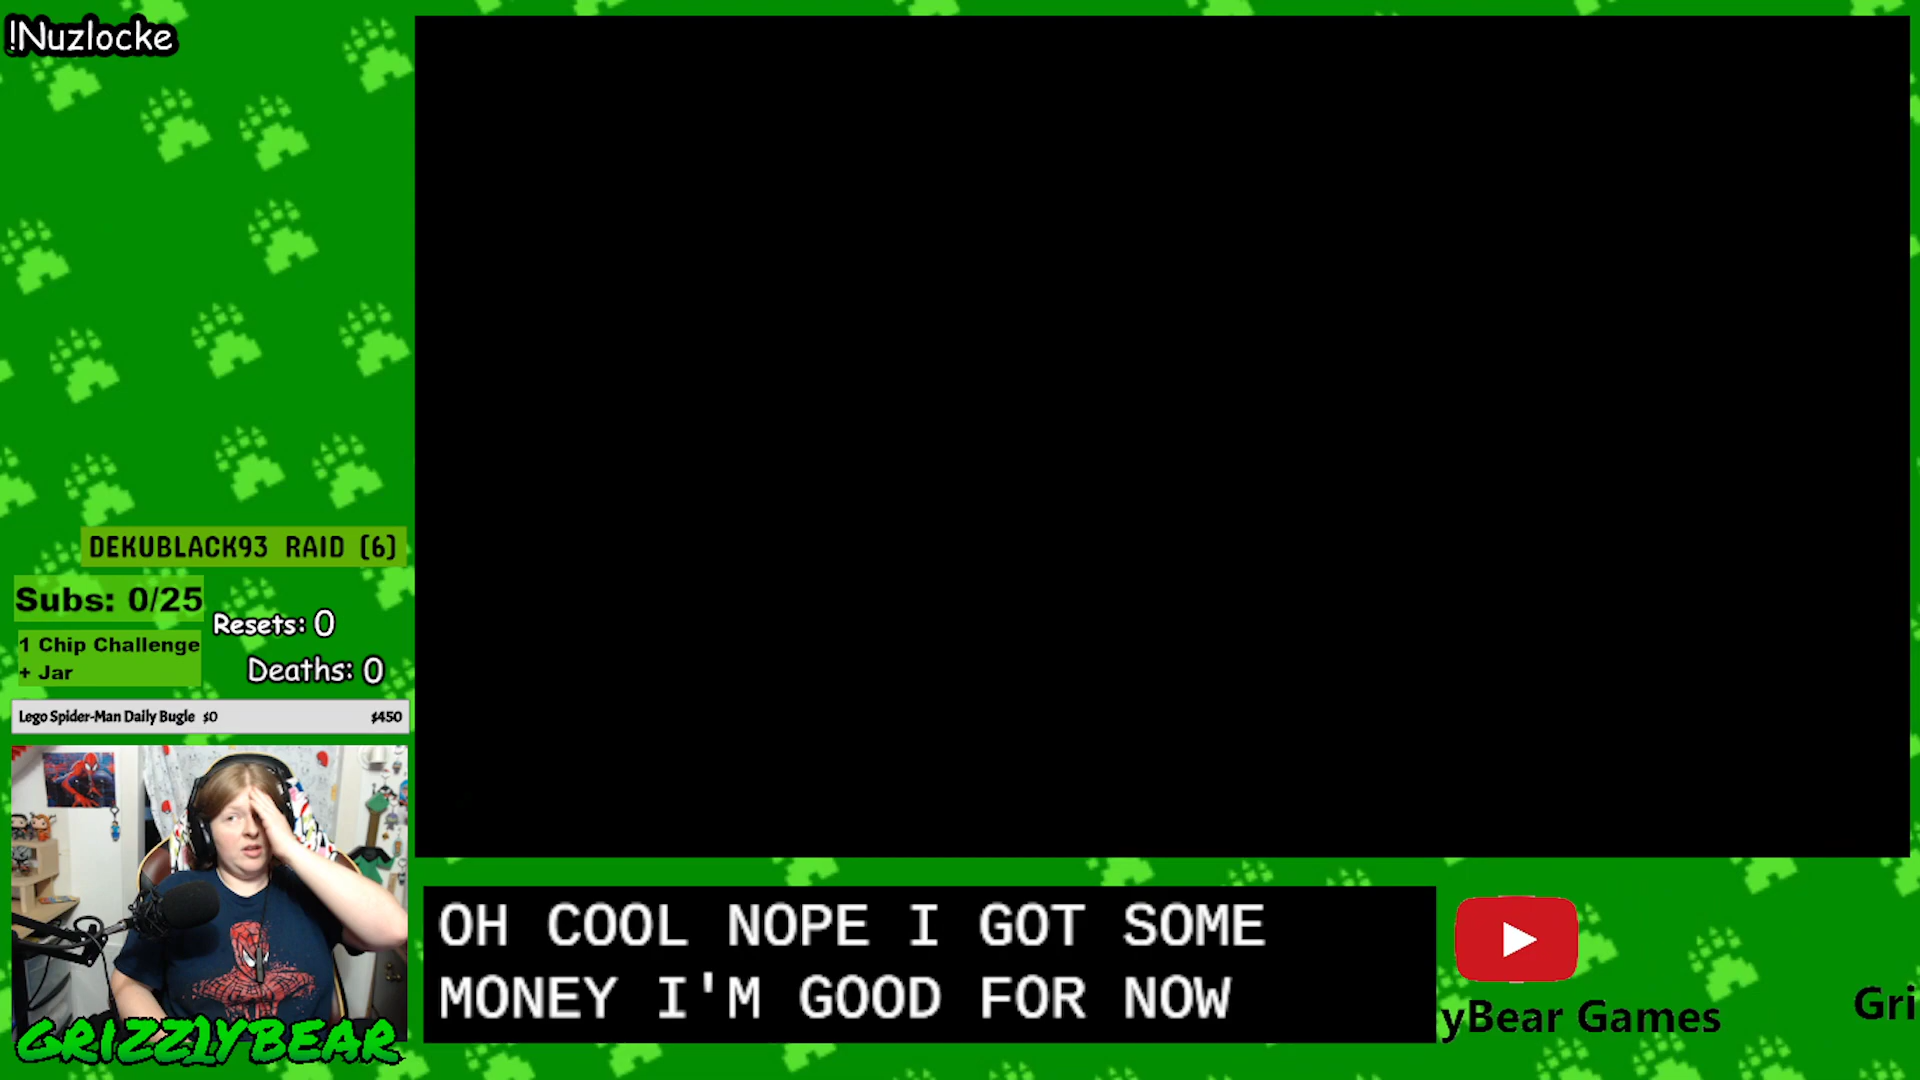 !Nuzlocke
DEKUBLACK93 RAID (6)
Subs: 0/25
Resets: 0
1 Chip Challenge
+ Jar
Deaths: 0
Lego Spider-Man Daily Bugle $0 $450
OH COOL NOPE I GOT SOME
MONEY I'M GOOD FOR NOW
yBear Games
Gri
GRIZZ1YBEAR